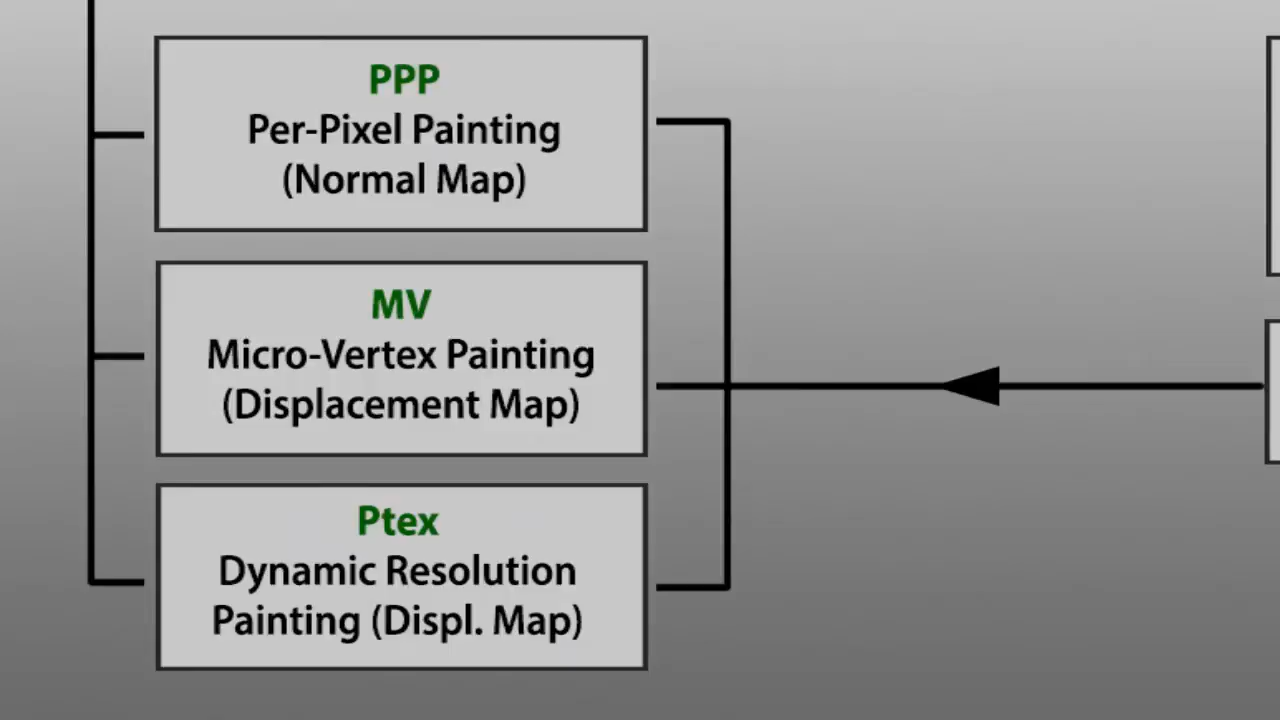 PPP
Per-Pixel Painting
(Normal Map)
MV
Micro-Vertex Painting
(Displacement Map)
Ptex
Dynamic Resolution
Painting (Displ. Map)